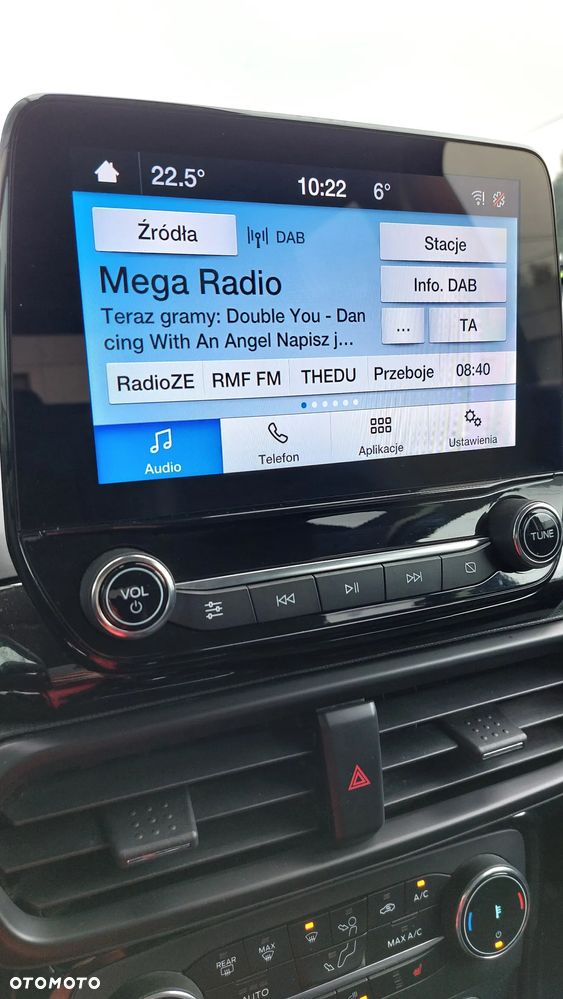 22.5° 10:22 6°
Źródła DAB Stacje
Mega Radio Info. DAB
Teraz gramy: Double You - Dan
cing With An Angel Napisz j...
... TA
RadioZE RMF FM THEDU Przeboje 08:40
Audio Telefon Aplikacje Ustawienia
VOL TUNE
A/C
REAR MAX MAX A/C
AUTO
OTOMOTO